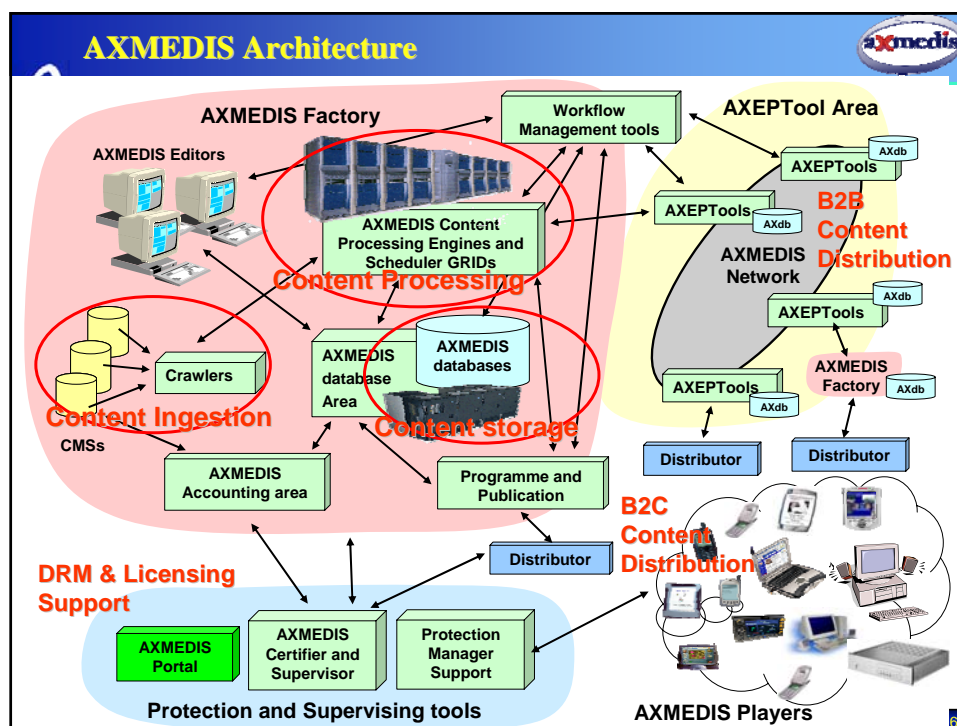 AXMEDIS Architecture
axmedis
AXMEDIS Factory
Workflow
Management tools
AXEPTool Area
AXMEDIS Editors
AXEPTools
AXdb
AXMEDIS Content
Processing Engines and
Scheduler GRIDs
Content Processing
AXEPTools
AXdb
B2B
Content
Distribution
AXMEDIS
Network
AXEPTools
AXdb
Crawlers
Content Ingestion
CMSs
AXMEDIS
database
Area
AXMEDIS
databases
Content storage
AXEPTools
AXdb
AXMEDIS
Factory
AXdb
Distributor
Distributor
AXMEDIS
Accounting area
Programme and
Publication
Distributor
B2C
Content
Distribution
DRM & Licensing
Support
AXMEDIS
Portal
AXMEDIS
Certifier and
Supervisor
Protection
Manager
Support
Protection and Supervising tools
AXMEDIS Players
6